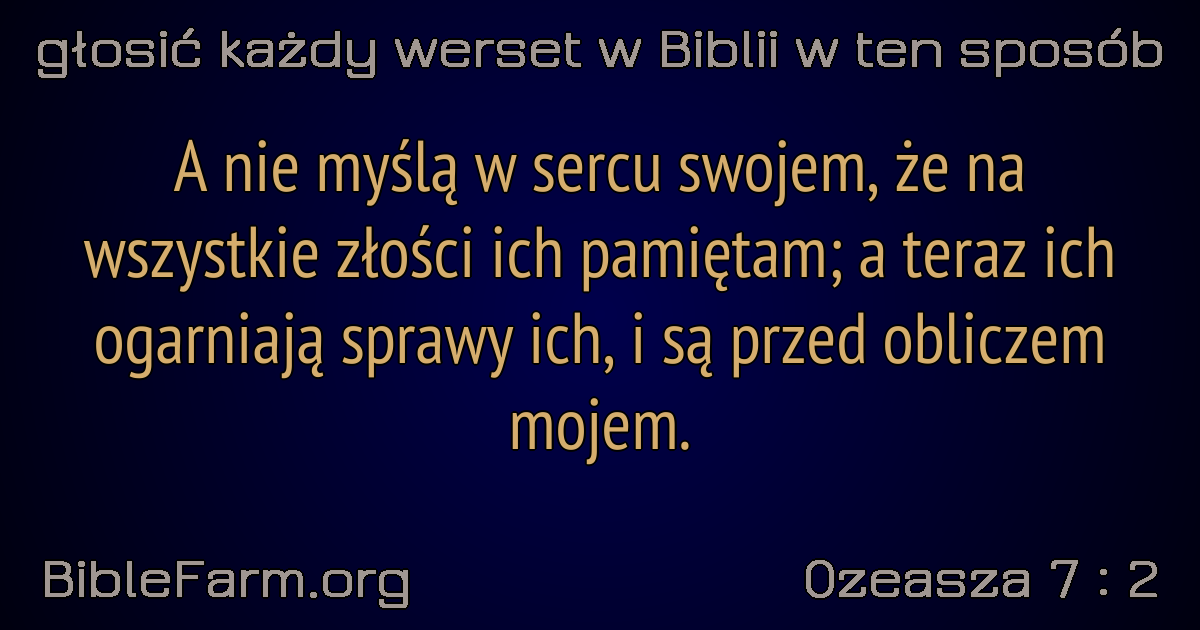 głosić każdy werset w Biblii w ten sposób
A nie myślą w sercu swojem, że na
wszystkie złości ich pamiętam; a teraz ich
ogarniają sprawy ich, i są przed obliczem
mojem.
BibleFarm.org
Ozeasza 7 : 2